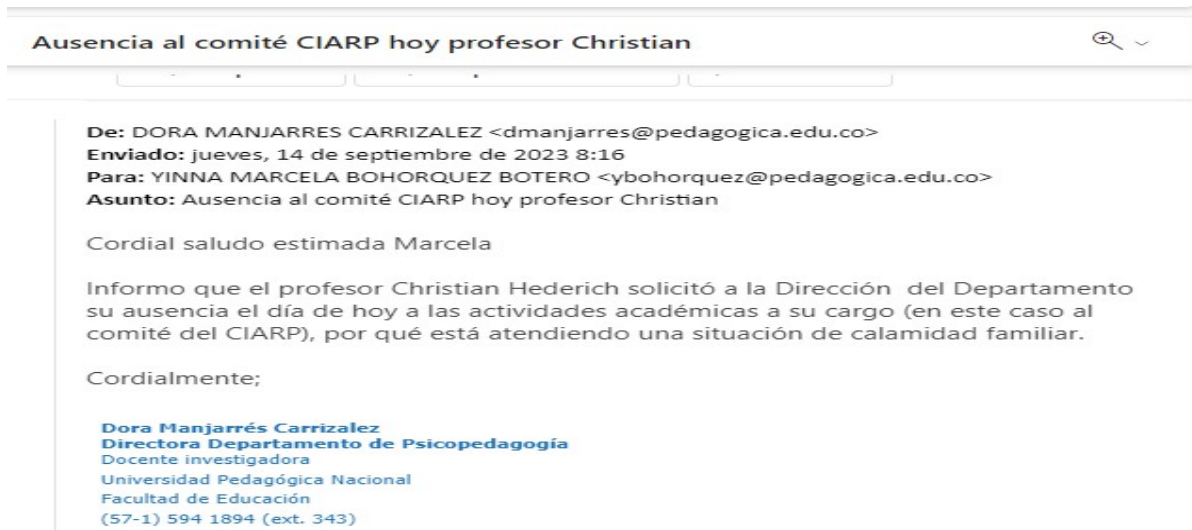 Ausencia al comité CIARP hoy profesor Christian
De: DORA MANJARRES CARRIZALEZ <dmanjarres@pedagogica.edu.co>
Enviado: jueves, 14 de septiembre de 2023 8:16
Para: YINNA MARCELA BOHORQUEZ BOTERO <ybohorquez@pedagogica.edu.co>
Asunto: Ausencia al comité CIARP hoy profesor Christian
Cordial saludo estimada Marcela
Informo que el profesor Christian Hederich solicitó a la Dirección  del Departamento
su ausencia el día de hoy a las actividades académicas a su cargo (en este caso al
comité del CIARP), por qué está atendiendo una situación de calamidad familiar.
Cordialmente;
Dora Manjarrés Carrizalez
Directora Departamento de Psicopedagogía
Docente investigadora
Universidad Pedagógica Nacional
Facultad de Educación
(57-1) 594 1894 (ext. 343)